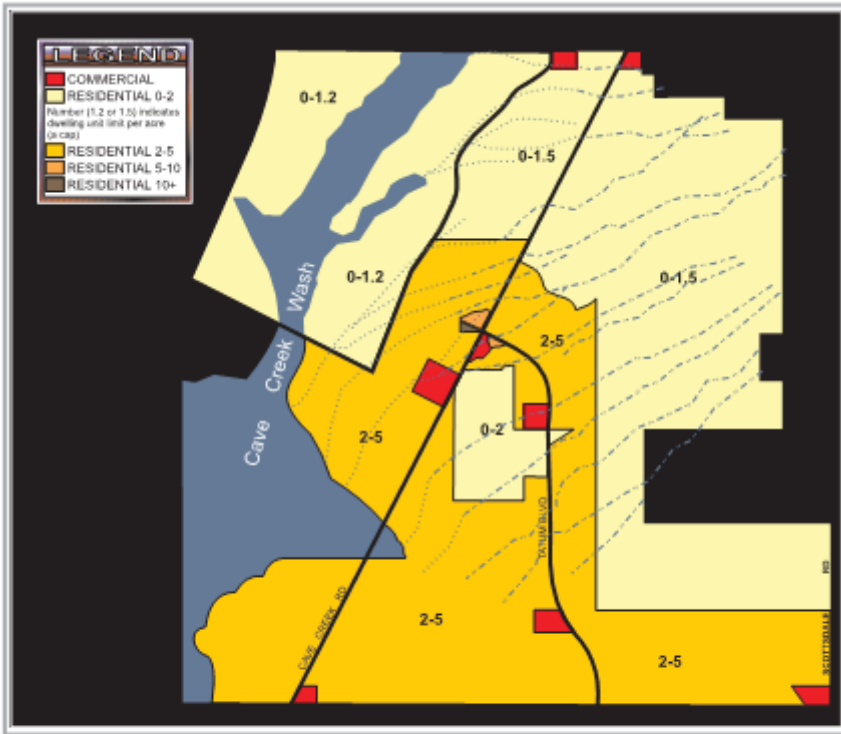 LEGEND
COMMERCIAL
RESIDENTIAL 0-2
Number (1.2 or 1.5) indicates
dwelling unit limit per acre
(a cap)
RESIDENTIAL 2-5
RESIDENTIAL 5-10
RESIDENTIAL 10+
0-1.2
0-1.5
0-1.2
0-1.5
Cave Creek Wash
2-5
2-5
0-2
TATUM BLVD
CAVE CREEK RD
2-5
2-5
SCOTTSDALE RD